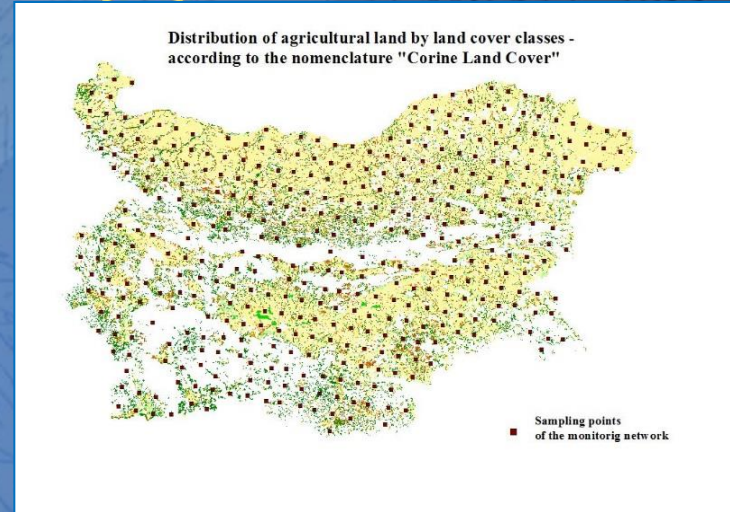 Distribution of agricultural land by land cover classes -
according to the nomenclature "Corine Land Cover"
Sampling points
of the monitorig network